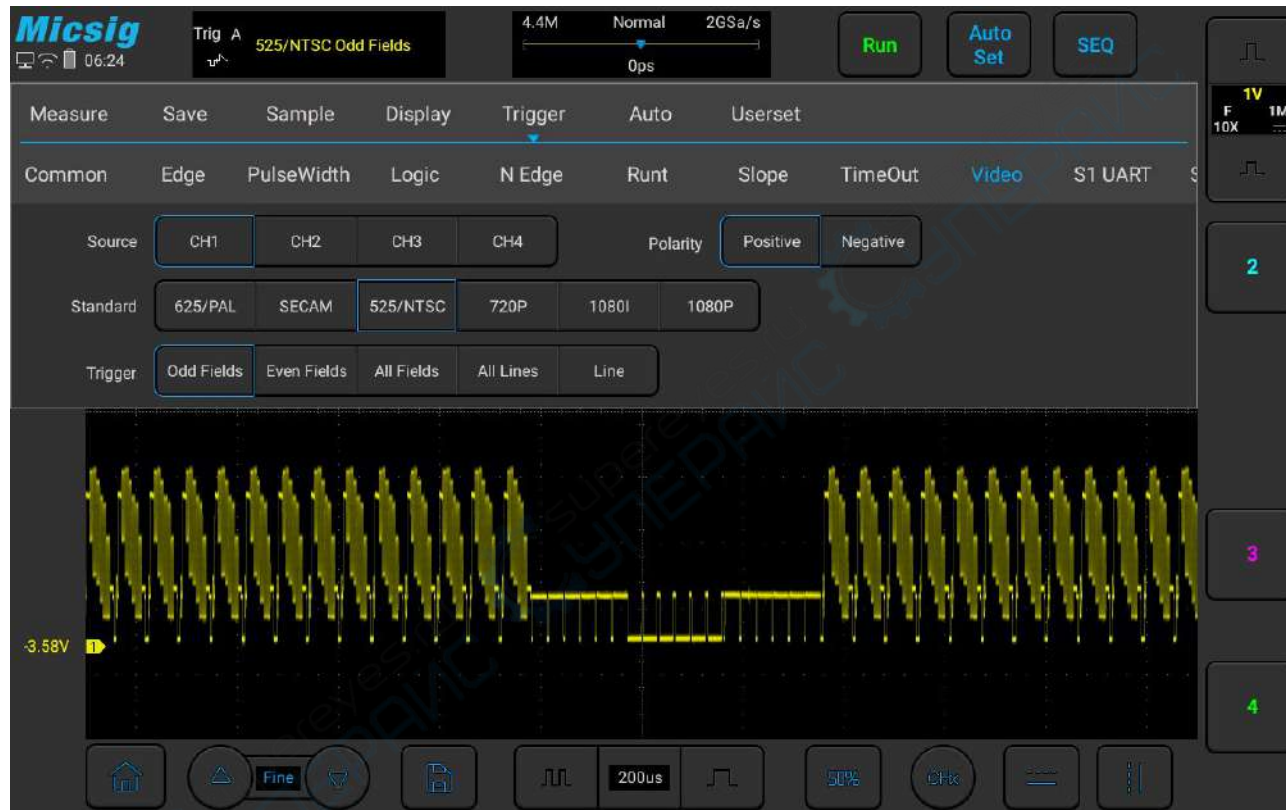 Micsig
06:24
Trig A
525/NTSC Odd Fields
4.4M Normal 2GSa/s
0ps
Run
Auto
Set
SEQ
Measure Save Sample Display Trigger Auto Userset
1V
F 1M
10X
Common Edge PulseWidth Logic N Edge Runt Slope TimeOut Video S1 UART S
Source CH1 CH2 CH3 CH4 Polarity Positive Negative
2
Standard 625/PAL SECAM 525/NTSC 720P 1080I 1080P
Trigger Odd Fields Even Fields All Fields All Lines Line
3
-3.58V 1
4
Fine 200us 50% CHx